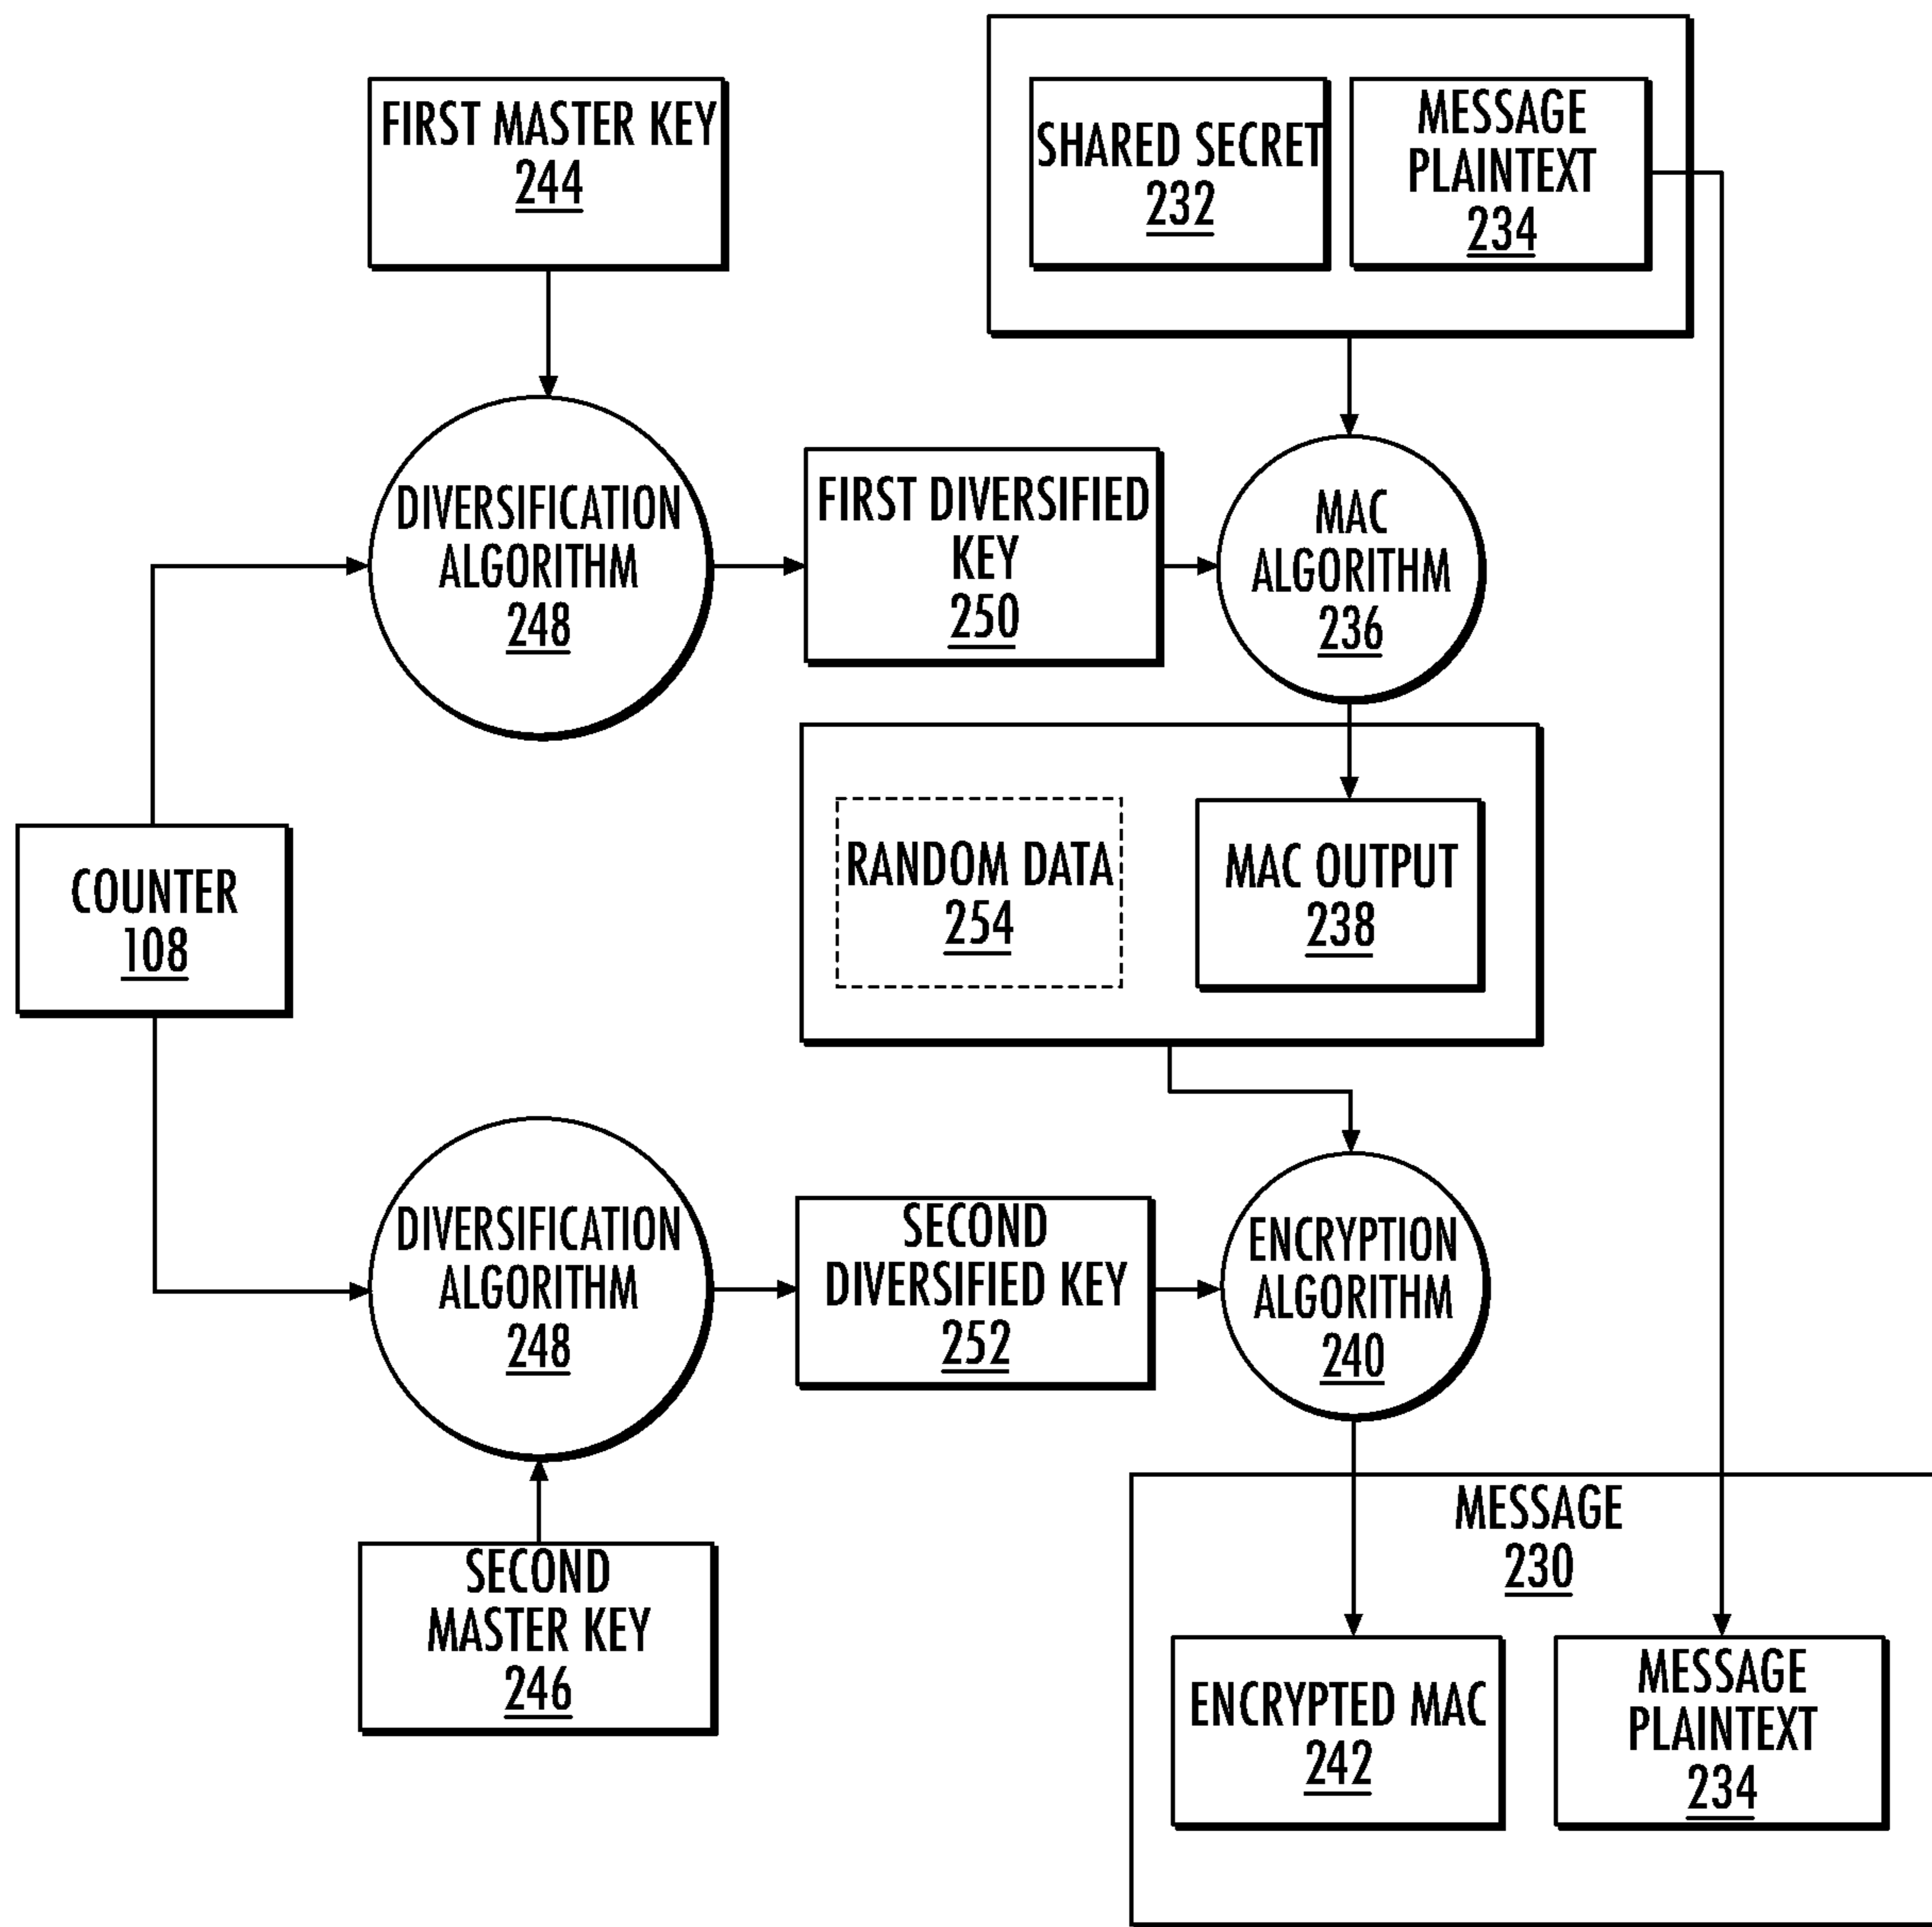 FIRST MASTER KEY
244
SHARED SECRET
232
MESSAGE
PLAINTEXT
234
DIVERSIFICATION
ALGORITHM
248
FIRST DIVERSIFIED
KEY
250
MAC
ALGORITHM
236
COUNTER
108
RANDOM DATA
254
MAC OUTPUT
238
DIVERSIFICATION
ALGORITHM
248
SECOND
DIVERSIFIED KEY
252
ENCRYPTION
ALGORITHM
240
SECOND
MASTER KEY
246
MESSAGE
230
ENCRYPTED MAC
242
MESSAGE
PLAINTEXT
234